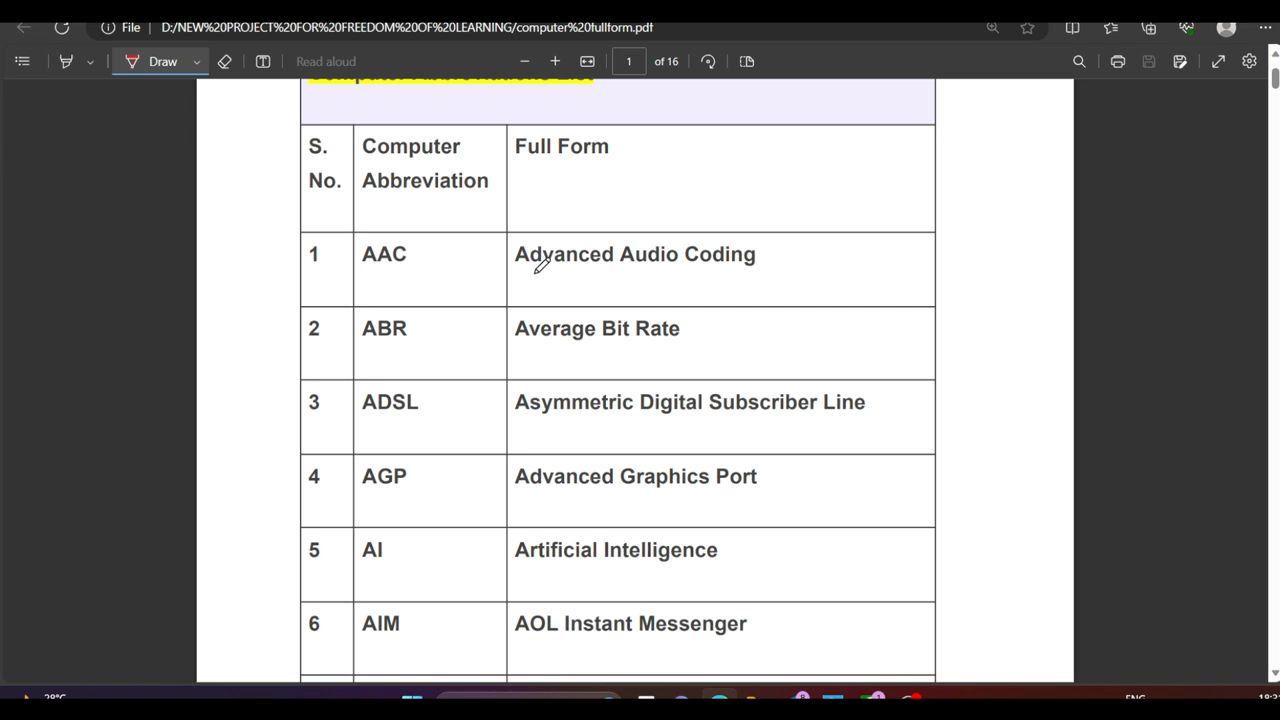 File D:/NEW%20PROJECT%20FOR%20FREEDOM%20OF%20LEARNING/computer%20fullform.pdf
Draw Read aloud 1 of 16
S. No. Computer Abbreviation Full Form
1 AAC Advanced Audio Coding
2 ABR Average Bit Rate
3 ADSL Asymmetric Digital Subscriber Line
4 AGP Advanced Graphics Port
5 AI Artificial Intelligence
6 AIM AOL Instant Messenger